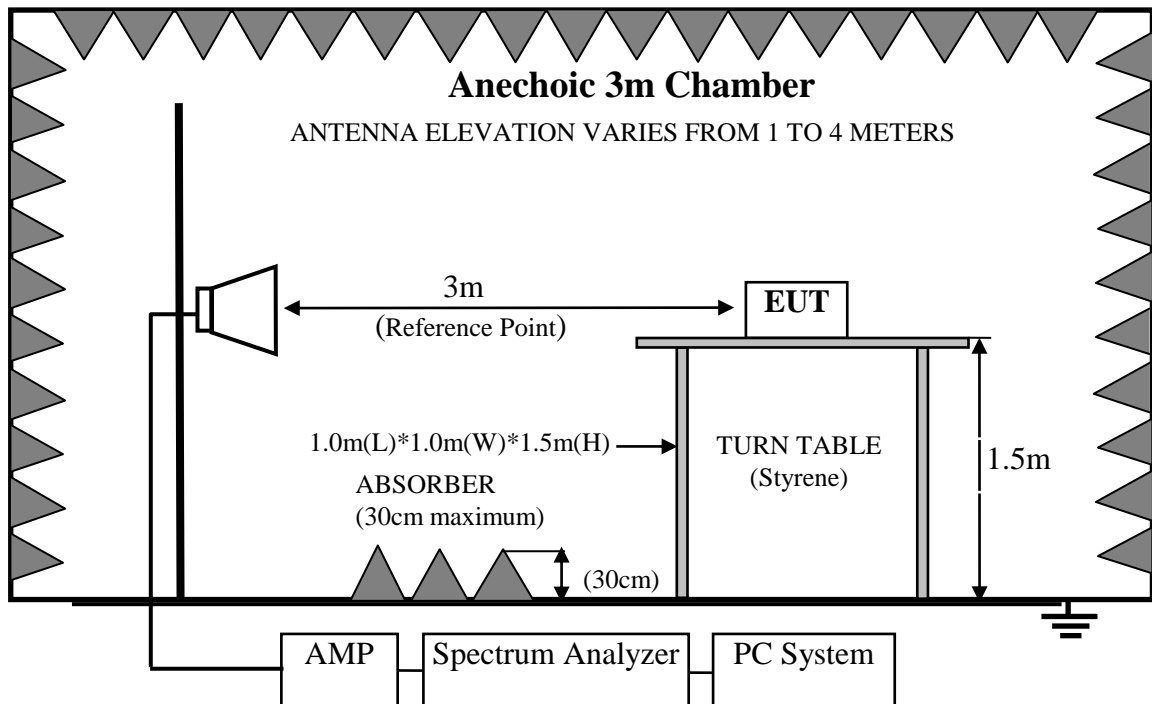 Anechoic 3m Chamber
ANTENNA ELEVATION VARIES FROM 1 TO 4 METERS
3m
(Reference Point)
EUT
1.0m(L)*1.0m(W)*1.5m(H)
TURN TABLE
(Styrene)
1.5m
ABSORBER
(30cm maximum)
(30cm)
AMP
Spectrum Analyzer
PC System